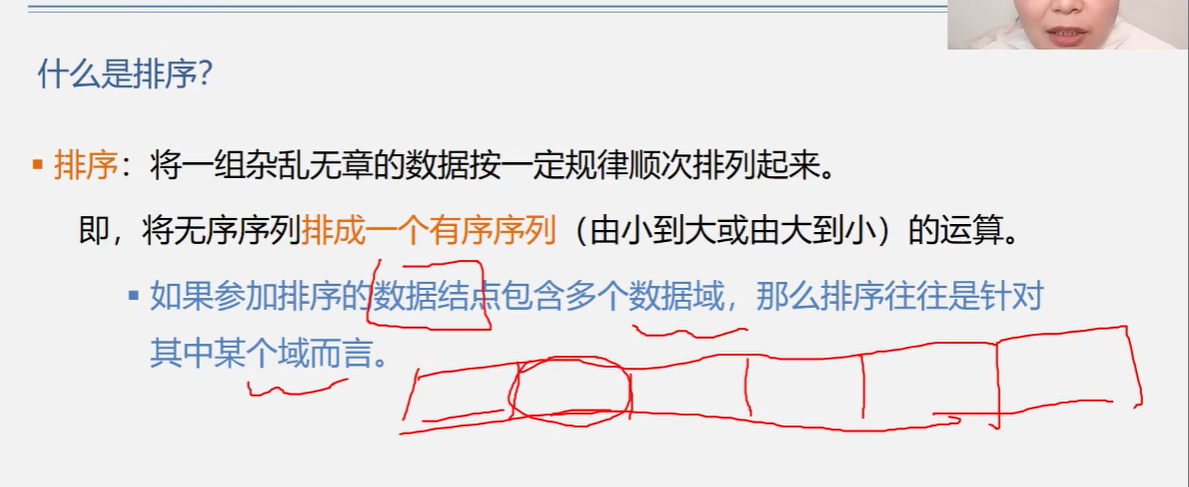 什么是排序？
排序：将一组杂乱无章的数据按一定规律顺次排列起来。
即，将无序序列排成一个有序序列（由小到大或由大到小）的运算。
如果参加排序的数据结点包含多个数据域，那么排序往往是针对
其中某个域而言。